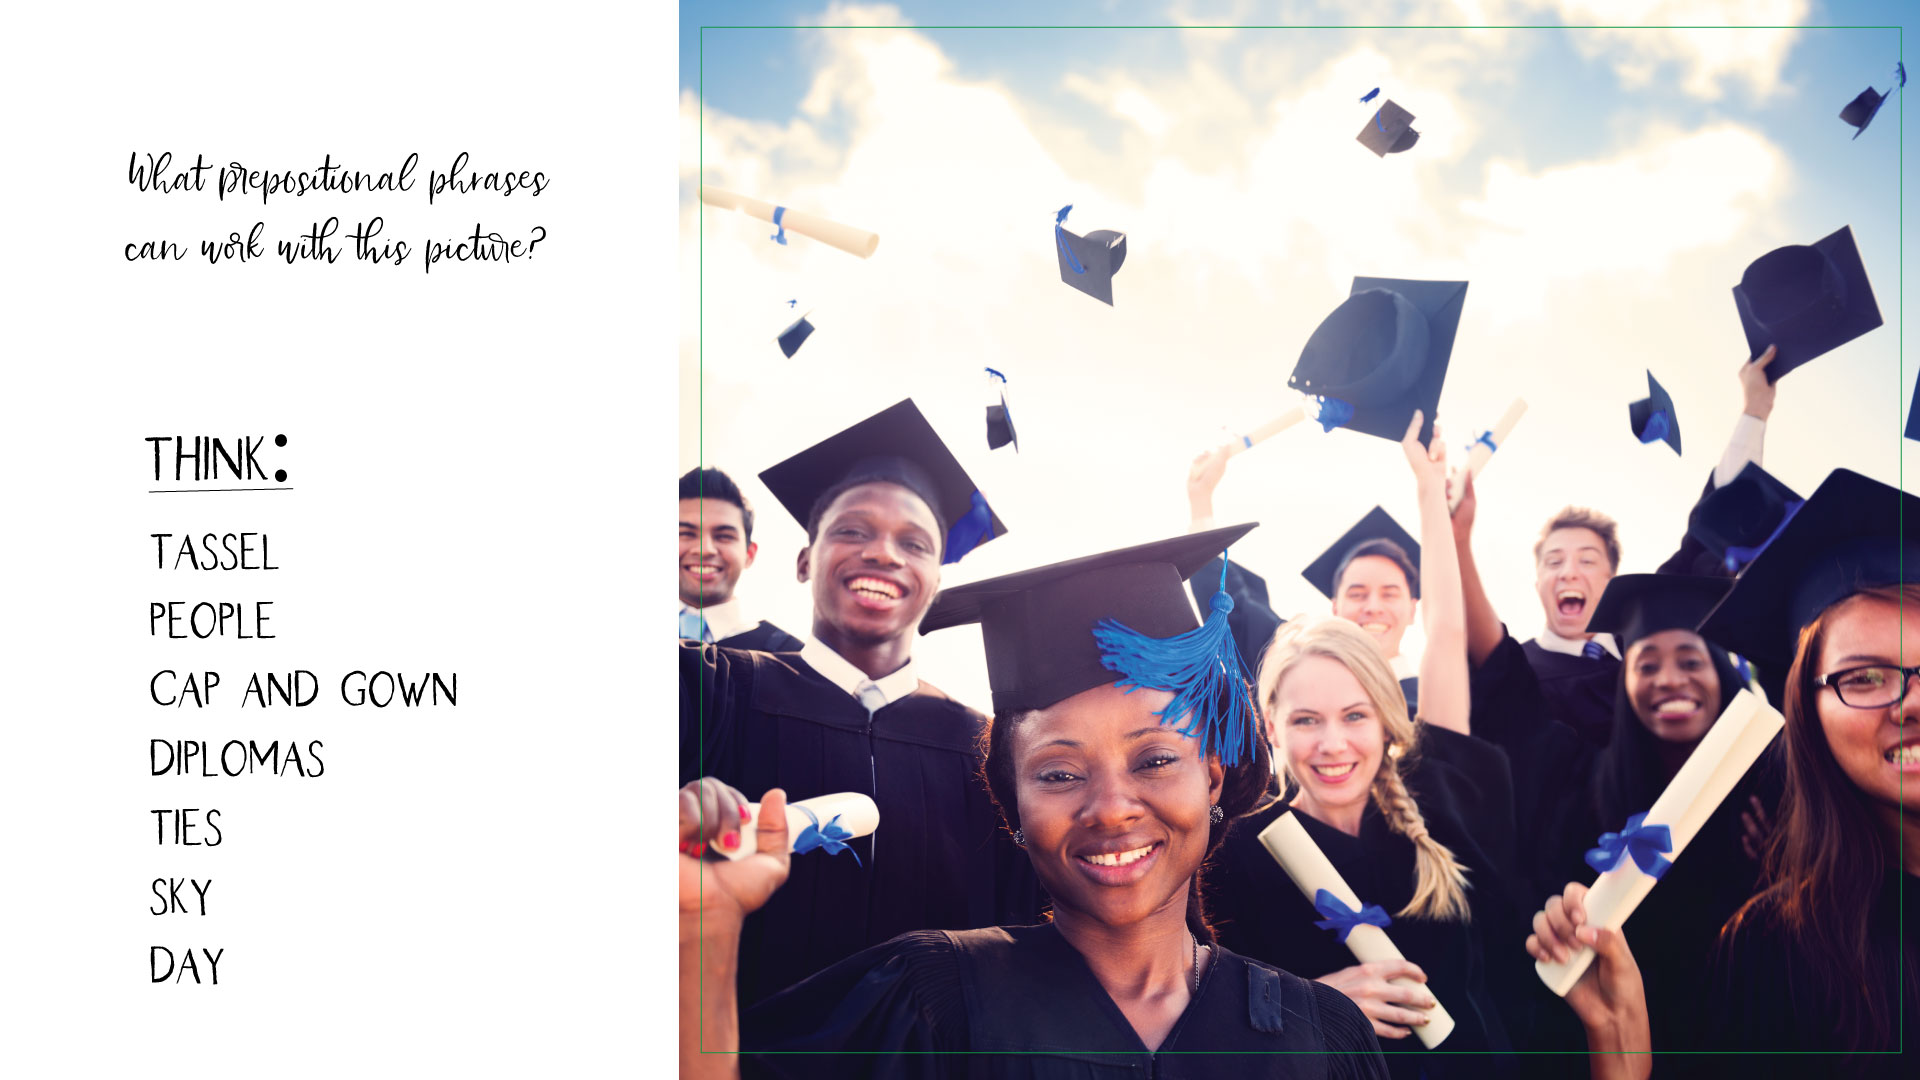 What prepositional phrases
can work with this picture?
THINK:
TASSEL
PEOPLE
CAP AND GOWN
DIPLOMAS
TIES
SKY
DAY